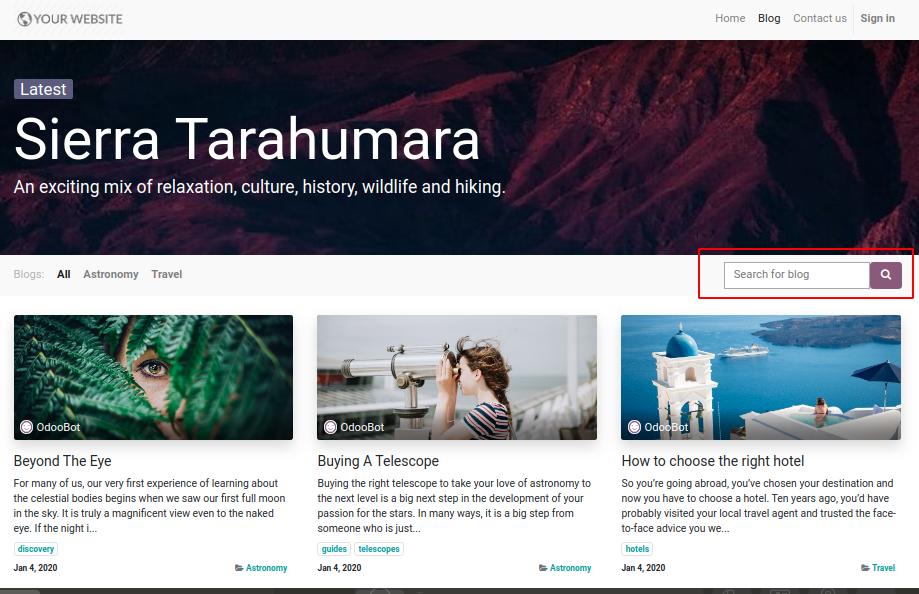 YOUR WEBSITE
Home Blog Contact us Sign in
Latest
Sierra Tarahumara
An exciting mix of relaxation, culture, history, wildlife and hiking.
Blogs: All Astronomy Travel
Search for blog
OdooBot
Beyond The Eye
For many of us, our very first experience of learning about
the celestial bodies begins when we saw our first full moon
in the sky. It is truly a magnificent view even to the naked
eye. If the night i...
discovery
Jan 4, 2020 Astronomy
OdooBot
Buying A Telescope
Buying the right telescope to take your love of astronomy to
the next level is a big next step in the development of your
passion for the stars. In many ways, it is a big step from
someone who is just...
guides telescopes
Jan 4, 2020 Astronomy
OdooBot
How to choose the right hotel
So you're going abroad, you've chosen your destination and
now you have to choose a hotel. Ten years ago, you'd have
probably visited your local travel agent and trusted the face-
to-face advice you we...
hotels
Jan 4, 2020 Travel